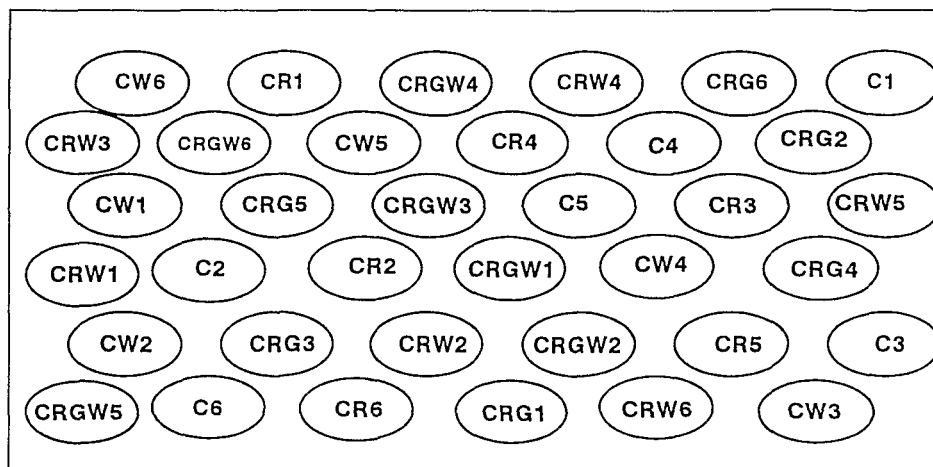 CW6 CR1 CRGW4 CRW4 CRG6 C1
CRW3 CRGW6 CW5 CR4 C4 CRG2
CW1 CRG5 CRGW3 C5 CR3 CRW5
CRW1 C2 CR2 CRGW1 CW4 CRG4
CW2 CRG3 CRW2 CRGW2 CR5 C3
CRGW5 C6 CR6 CRG1 CRW6 CW3